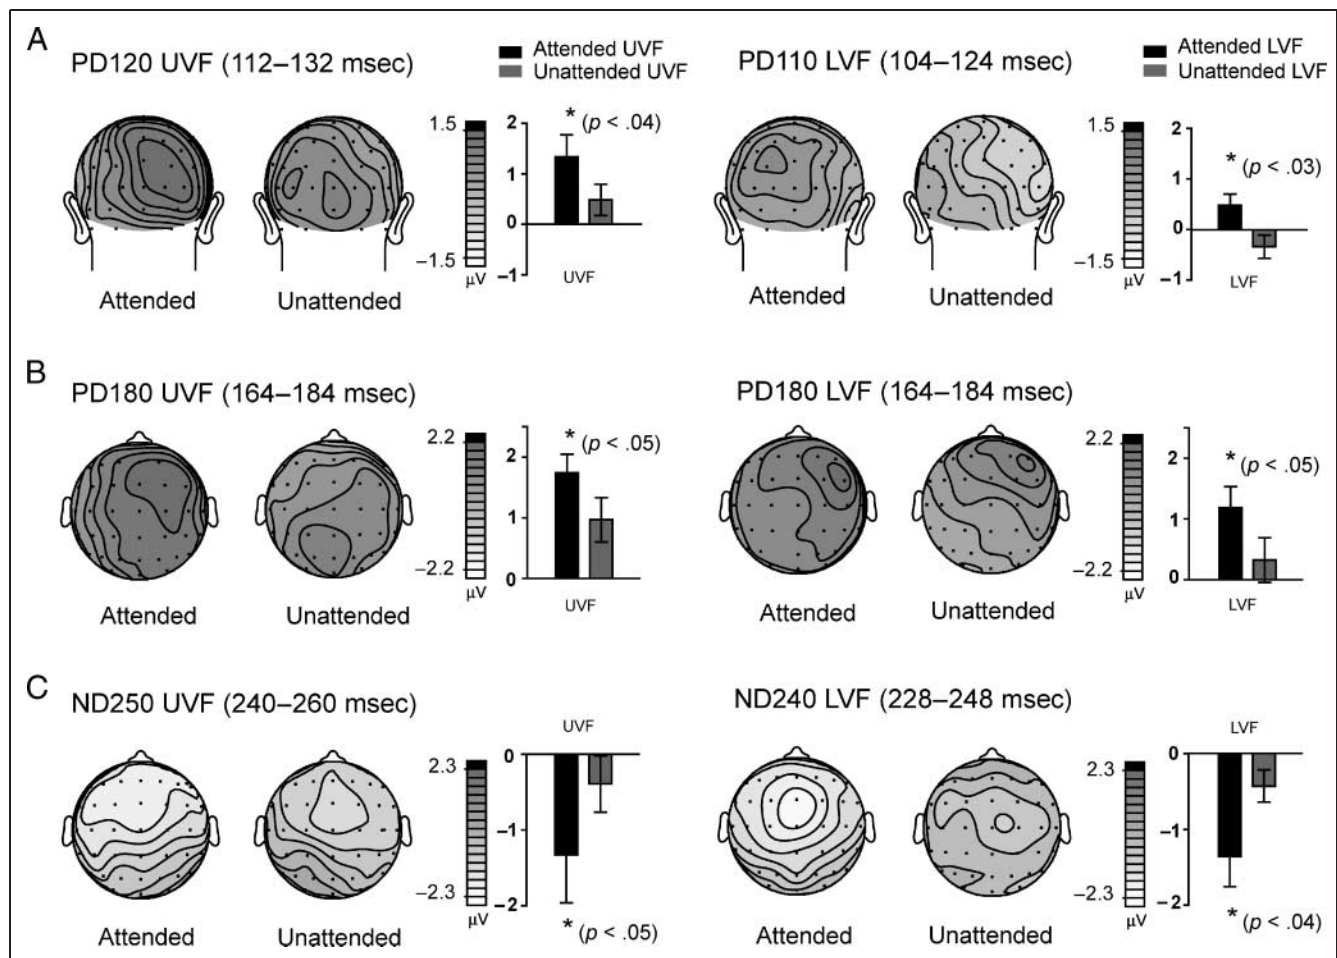 A
PD120 UVF (112–132 msec)
Attended UVF
Unattended UVF
1.5
–1.5
µV
2
1
0
–1
* (p < .04)
UVF
Attended
Unattended
PD110 LVF (104–124 msec)
Attended LVF
Unattended LVF
1.5
–1.5
µV
2
1
0
–1
* (p < .03)
LVF
Attended
Unattended
B
PD180 UVF (164–184 msec)
2.2
–2.2
µV
2
1
0
* (p < .05)
UVF
Attended
Unattended
PD180 LVF (164–184 msec)
2.2
–2.2
µV
2
1
0
* (p < .05)
LVF
Attended
Unattended
C
ND250 UVF (240–260 msec)
UVF
2.3
–2.3
µV
0
–1
–2
* (p < .05)
Attended
Unattended
ND240 LVF (228–248 msec)
LVF
2.3
–2.3
µV
0
–1
–2
* (p < .04)
Attended
Unattended